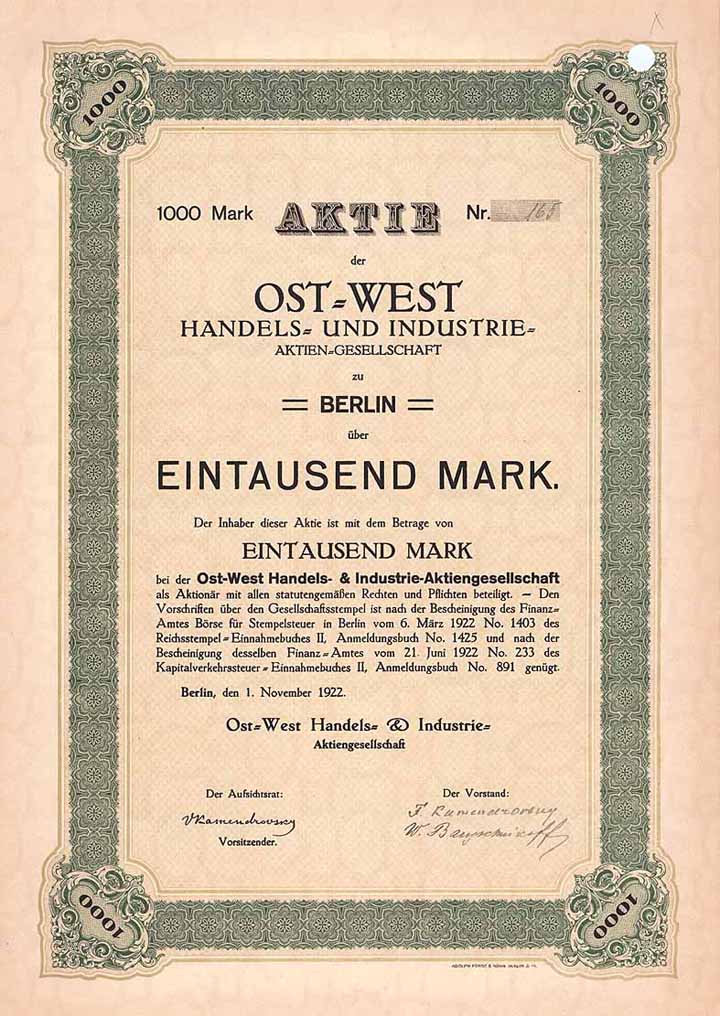 1000
1000
1000 Mark AKTIE Nr. 165
der
OST-WEST
HANDELS- UND INDUSTRIE-
AKTIEN-GESELLSCHAFT
zu
BERLIN
über
EINTAUSEND MARK.
Der Inhaber dieser Aktie ist mit dem Betrage von
EINTAUSEND MARK
bei der Ost-West Handels- & Industrie-Aktiengesellschaft
als Aktionär mit allen statutengemäßen Rechten und Pflichten beteiligt. – Den
Vorschriften über den Gesellschaftsstempel ist nach der Bescheinigung des Finanz-
Amtes Börse für Stempelsteuer in Berlin vom 6. März 1922 No. 1403 des
Reichsstempel-Einnahmebuches II, Anmeldungsbuch No. 1425 und nach der
Bescheinigung desselben Finanz-Amtes vom 21. Juni 1922 No. 233 des
Kapitalverkehrssteuer-Einnahmebuches II, Anmeldungsbuch No. 891 genügt.
Berlin, den 1. November 1922.
Ost-West Handels- & Industrie-
Aktiengesellschaft
Der Aufsichtsrat:
Der Vorstand:
VKamendrovsky
F. Kamendrovsky
Vorsitzender.
W.
1000
1000